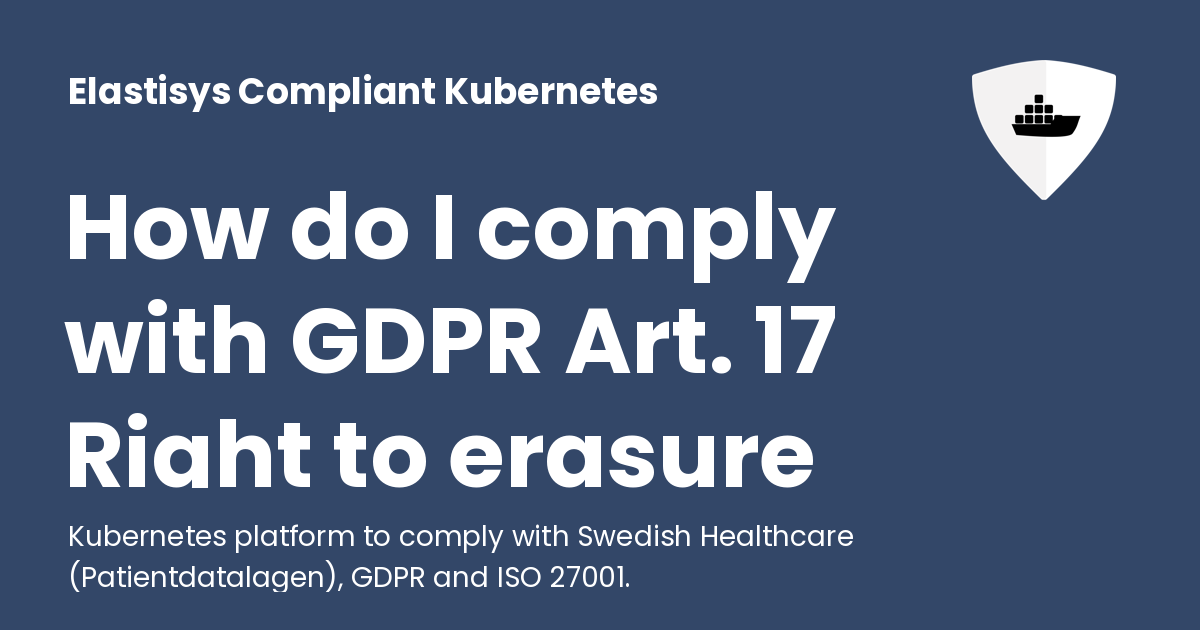 Elastisys Compliant Kubernetes
How do I comply
with GDPR Art. 17
Right to erasure
Kubernetes platform to comply with Swedish Healthcare
(Patientdatalagen), GDPR and ISO 27001.